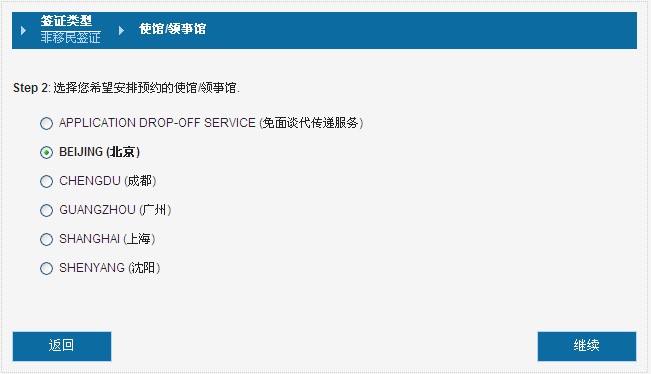 签证类型
非移民签证
使馆/领事馆
Step 2: 选择您希望安排预约的使馆/领事馆.
APPLICATION DROP-OFF SERVICE (免面谈代传递服务)
BEIJING (北京)
CHENGDU (成都)
GUANGZHOU (广州)
SHANGHAI (上海)
SHENYANG (沈阳)
返回
继续